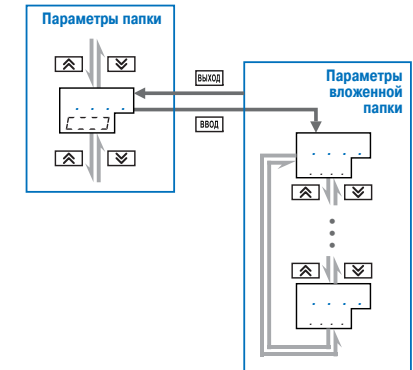 Параметры папки
ВЫХОД
ВВОД
Параметры
вложенной
папки